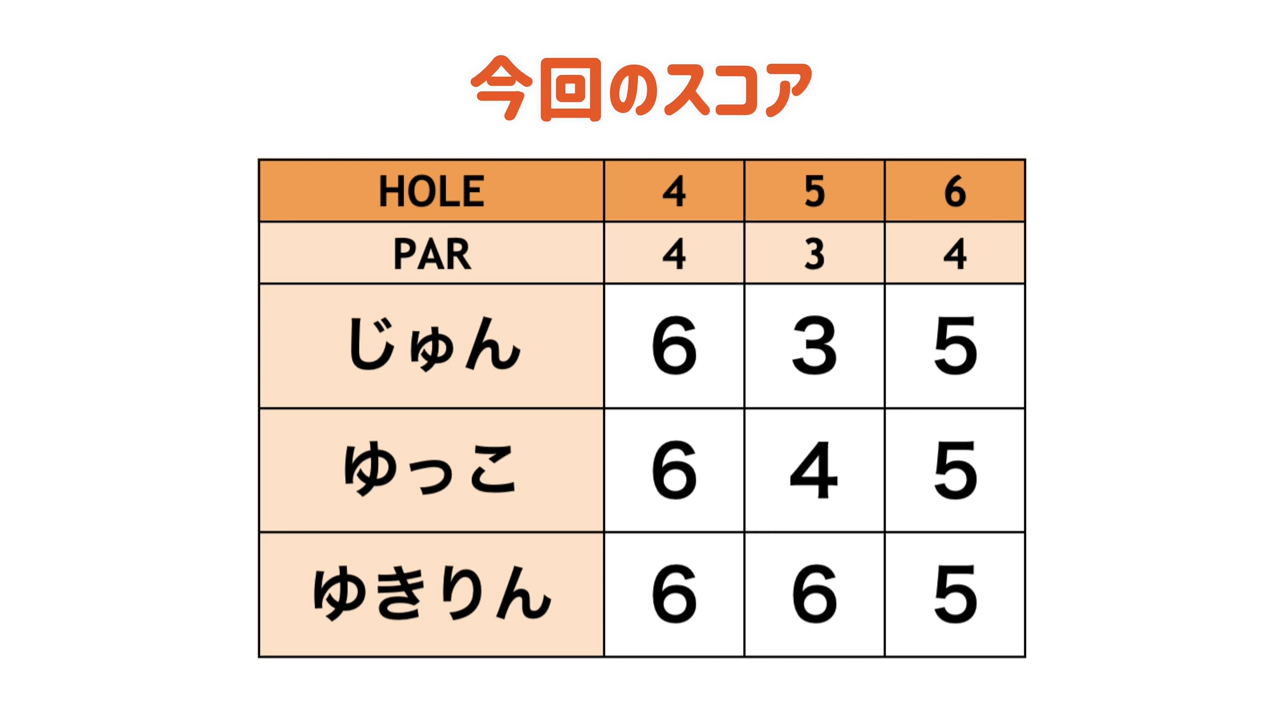 今回のスコア
HOLE 4 5 6
PAR 4 3 4
じゅん 6 3 5
ゆっこ 6 4 5
ゆきりん 6 6 5